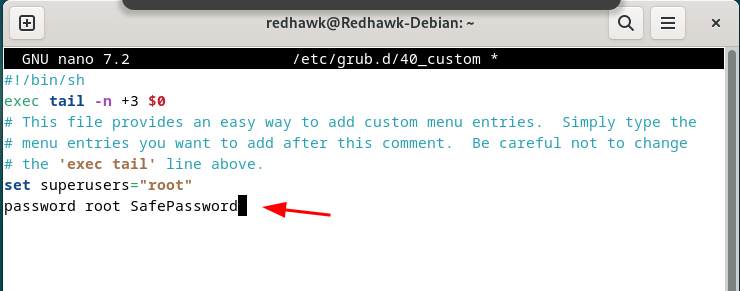 redhawk@Redhawk-Debian: ~
GNU nano 7.2 /etc/grub.d/40_custom *
#!/bin/sh
exec tail -n +3 $0
# This file provides an easy way to add custom menu entries.  Simply type the
# menu entries you want to add after this comment.  Be careful not to change
# the 'exec tail' line above.
set superusers="root"
password root SafePassword